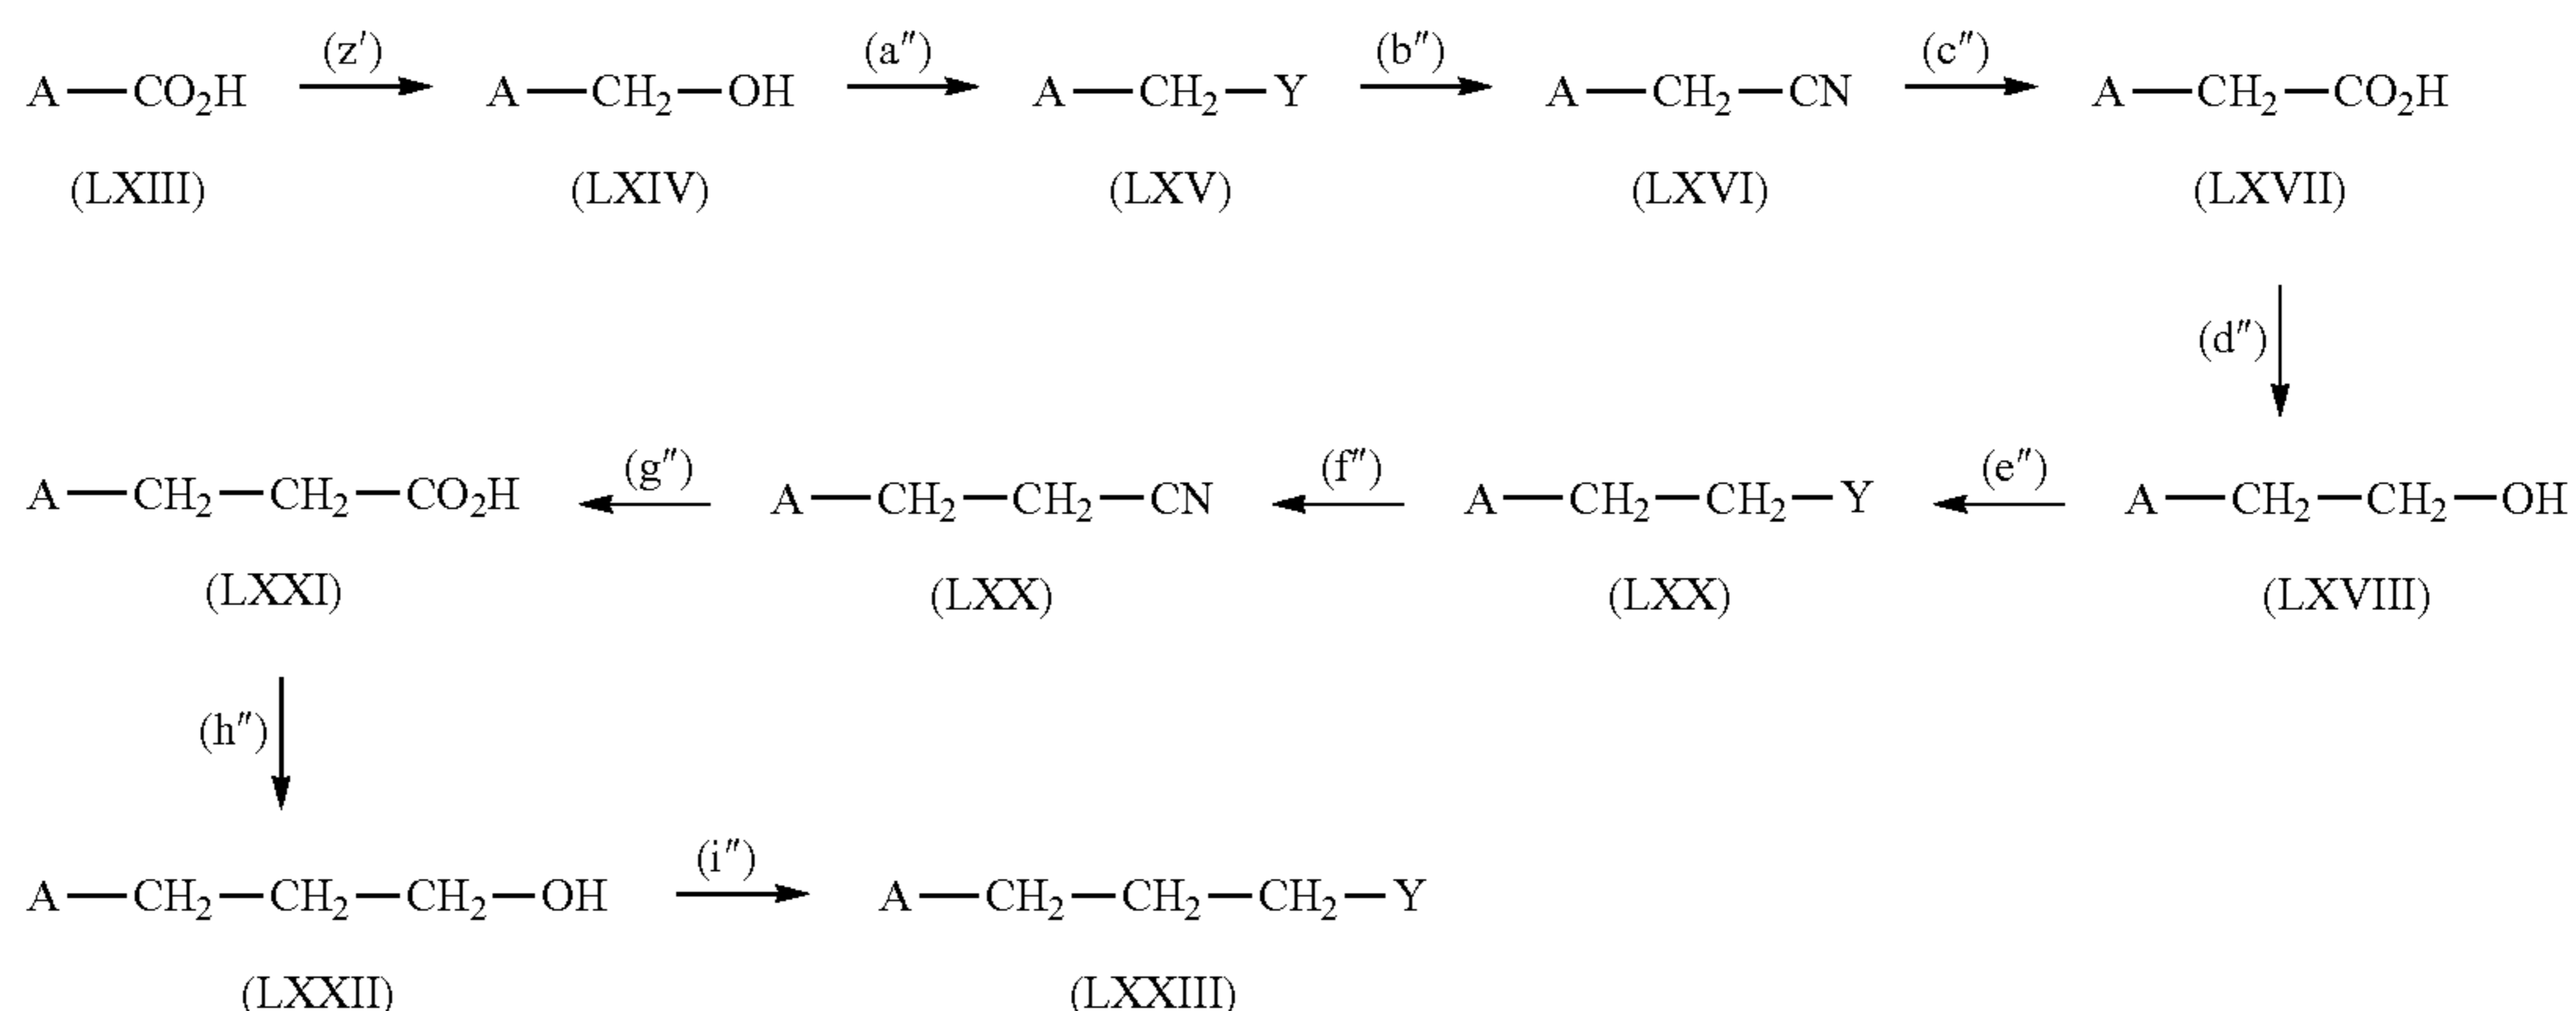 (z′) (a″) (b″) (c″)
A—CO₂H A—CH₂—OH A—CH₂—Y A—CH₂—CN A—CH₂—CO₂H
(LXIII) (LXIV) (LXV) (LXVI) (LXVII)
(d″)
(g″) (f″) (e″)
A—CH₂—CH₂—CO₂H A—CH₂—CH₂—CN A—CH₂—CH₂—Y A—CH₂—CH₂—OH
(LXXI) (LXX) (LXX) (LXVIII)
(h″)
(i″)
A—CH₂—CH₂—CH₂—OH A—CH₂—CH₂—CH₂—Y
(LXXII) (LXXIII)